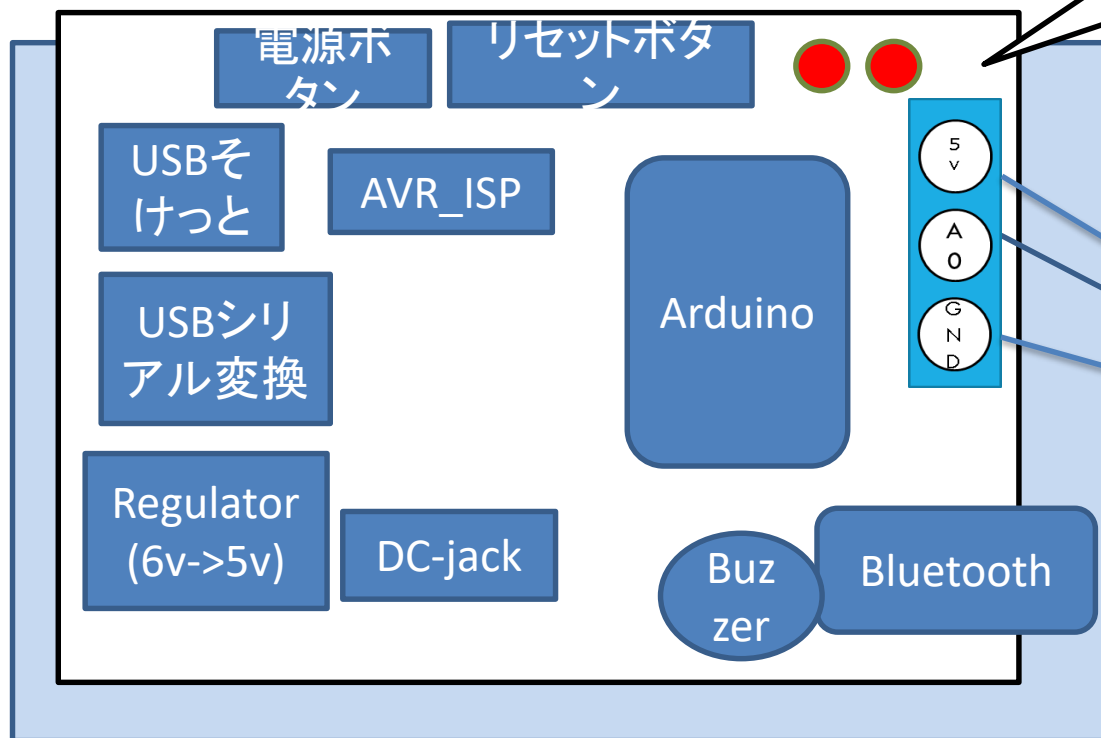 電源ボ
タン
リセットボタ
ン
USBそ
けっと
AVR_ISP
5
v
A
0
G
N
D
USBシリ
アル変換
Arduino
Regulator
(6v->5v)
DC-jack
Buz
zer
Bluetooth